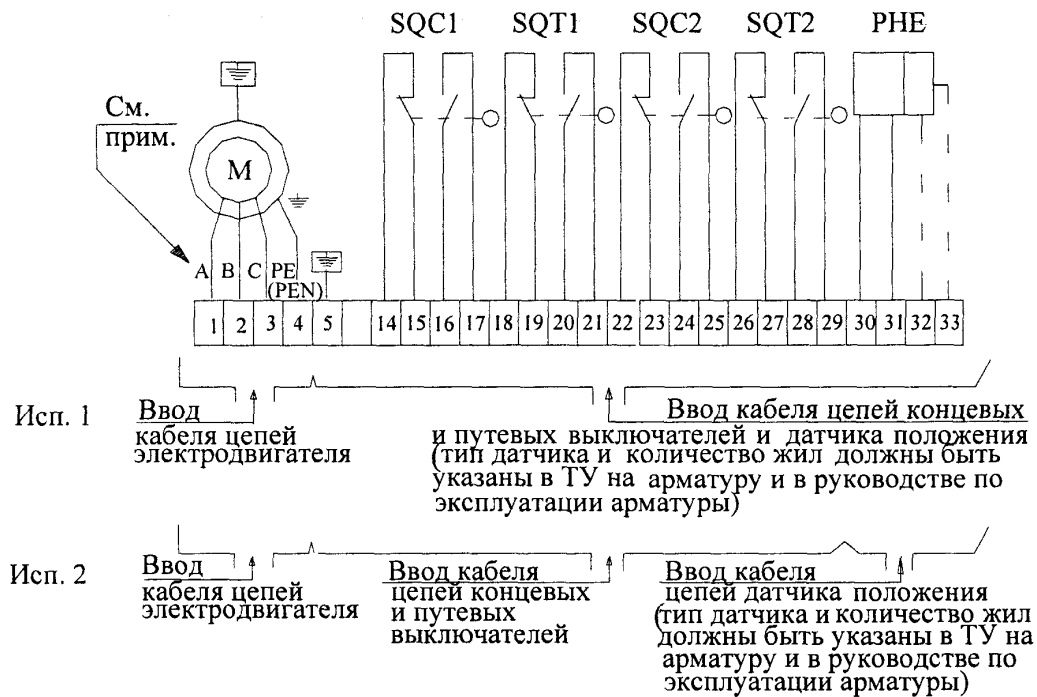 SQC1 SQT1 SQC2 SQT2 PHE
См.
прим.
M
A B C PE
(PEN)
1 2 3 4 5 14 15 16 17 18 19 20 21 22 23 24 25 26 27 28 29 30 31 32 33
Исп. 1
Ввод
кабеля цепей
электродвигателя
Ввод кабеля цепей концевых
и путевых выключателей и датчика положения
(тип датчика и количество жил должны быть
указаны в ТУ на арматуру и в руководстве по
эксплуатации арматуры)
Исп. 2
Ввод
кабеля цепей
электродвигателя
Ввод кабеля
цепей концевых
и путевых
выключателей
Ввод кабеля
цепей датчика положения
(тип датчика и количество жил
должны быть указаны в ТУ на
арматуру и в руководстве по
эксплуатации арматуры)